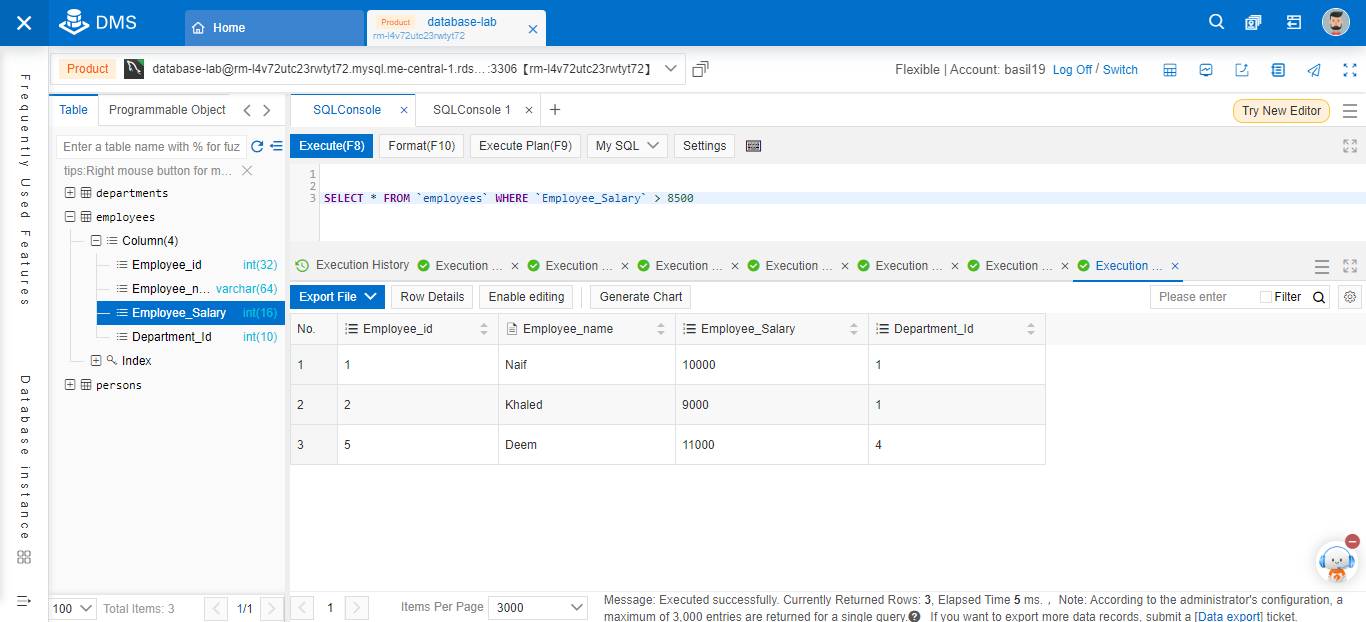 DMS
Home
Product database-lab
rm-l4v72utc23rwtyt72
Product
database-lab@rm-l4v72utc23rwtyt72.mysql.me-central-1.rds...:3306【rm-l4v72utc23rwtyt72】
Flexible | Account: basil19 Log Off / Switch
Frequently Used Features
Database instance
Table Programmable Object
SQLConsole
SQLConsole 1
Try New Editor
Enter a table name with % for fuz
tips:Right mouse button for m...
departments
employees
Column(4)
Employee_id int(32)
Employee_n... varchar(64)
Employee_Salary int(16)
Department_Id int(10)
Index
persons
100 Total Items: 3 1/1
Execute(F8) Format(F10) Execute Plan(F9) My SQL Settings
1
2
3 SELECT * FROM `employees` WHERE `Employee_Salary` > 8500
Execution History Execution ... Execution ... Execution ... Execution ... Execution ... Execution ... Execution ...
Export File Row Details Enable editing Generate Chart Please enter Filter
No. Employee_id Employee_name Employee_Salary Department_Id
1 1 Naif 10000 1
2 2 Khaled 9000 1
3 5 Deem 11000 4
1 Items Per Page 3000
Message: Executed successfully. Currently Returned Rows: 3, Elapsed Time 5 ms. , Note: According to the administrator's configuration, a
maximum of 3,000 entries are returned for a single query. If you want to export more data records, submit a [Data export] ticket.